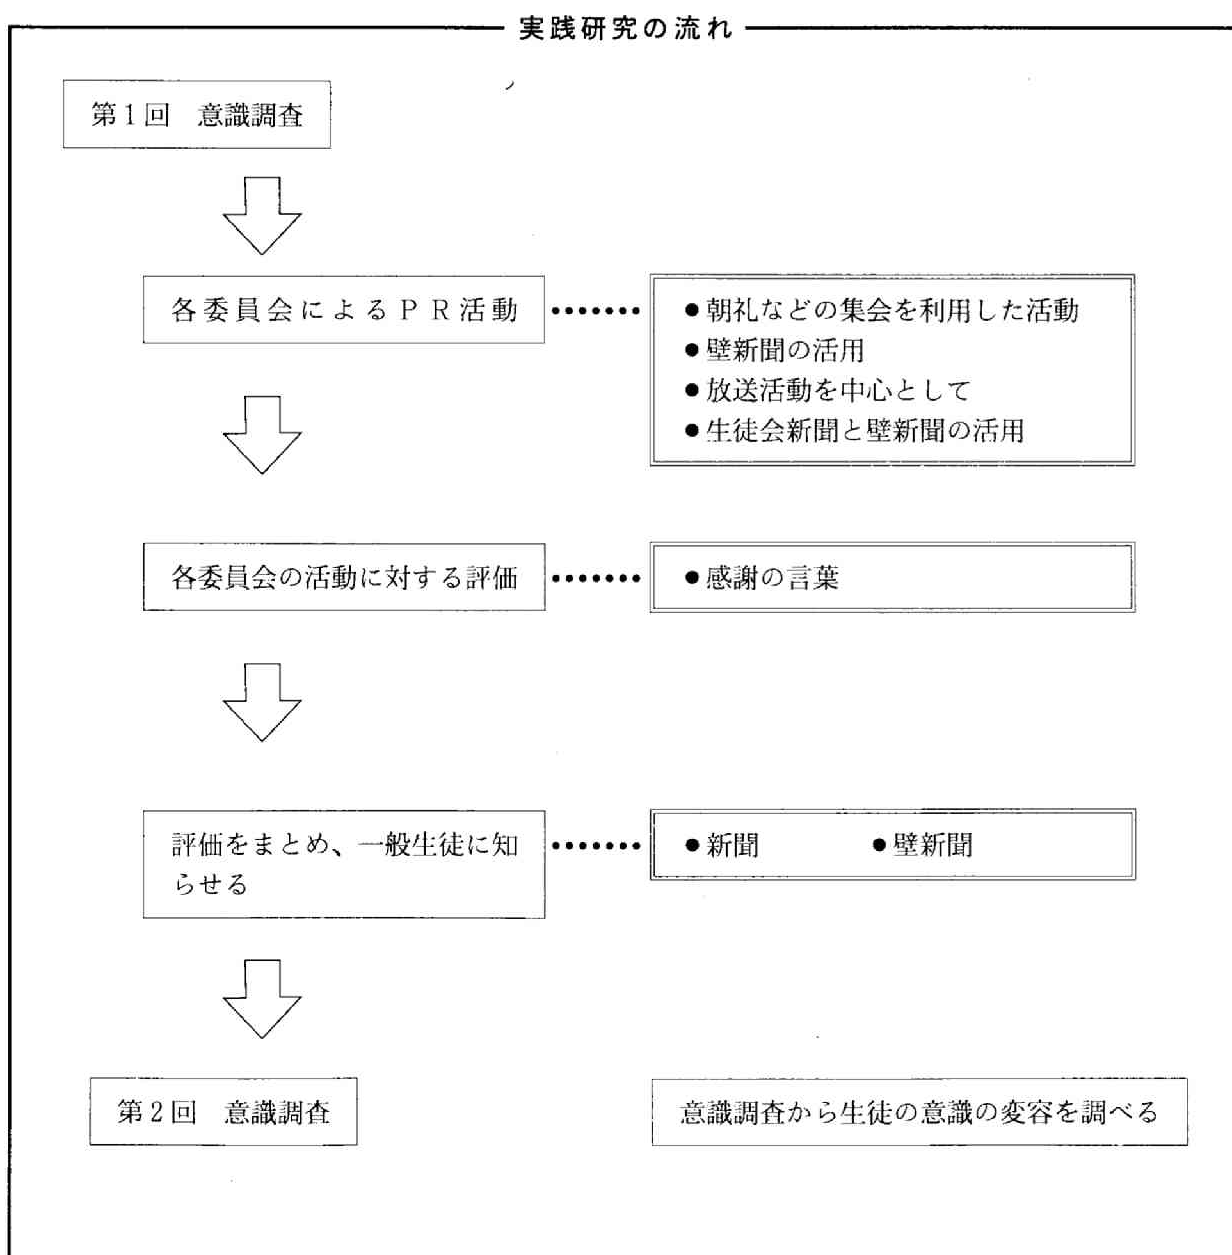 実践研究の流れ
第1回　意識調査
各委員会によるPR活動
●朝礼などの集会を利用した活動
●壁新聞の活用
●放送活動を中心として
●生徒会新聞と壁新聞の活用
各委員会の活動に対する評価
●感謝の言葉
評価をまとめ、一般生徒に知
らせる
●新聞　●壁新聞
第2回　意識調査
意識調査から生徒の意識の変容を調べる